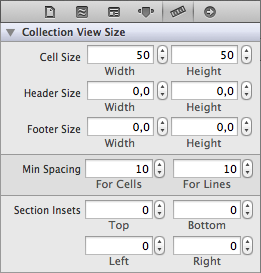 Collection View Size
Cell Size 50 50
Width Height
Header Size 0,0 0,0
Width Height
Footer Size 0,0 0,0
Width Height
Min Spacing 10 10
For Cells For Lines
Section Insets 0 0
Top Bottom
0 0
Left Right